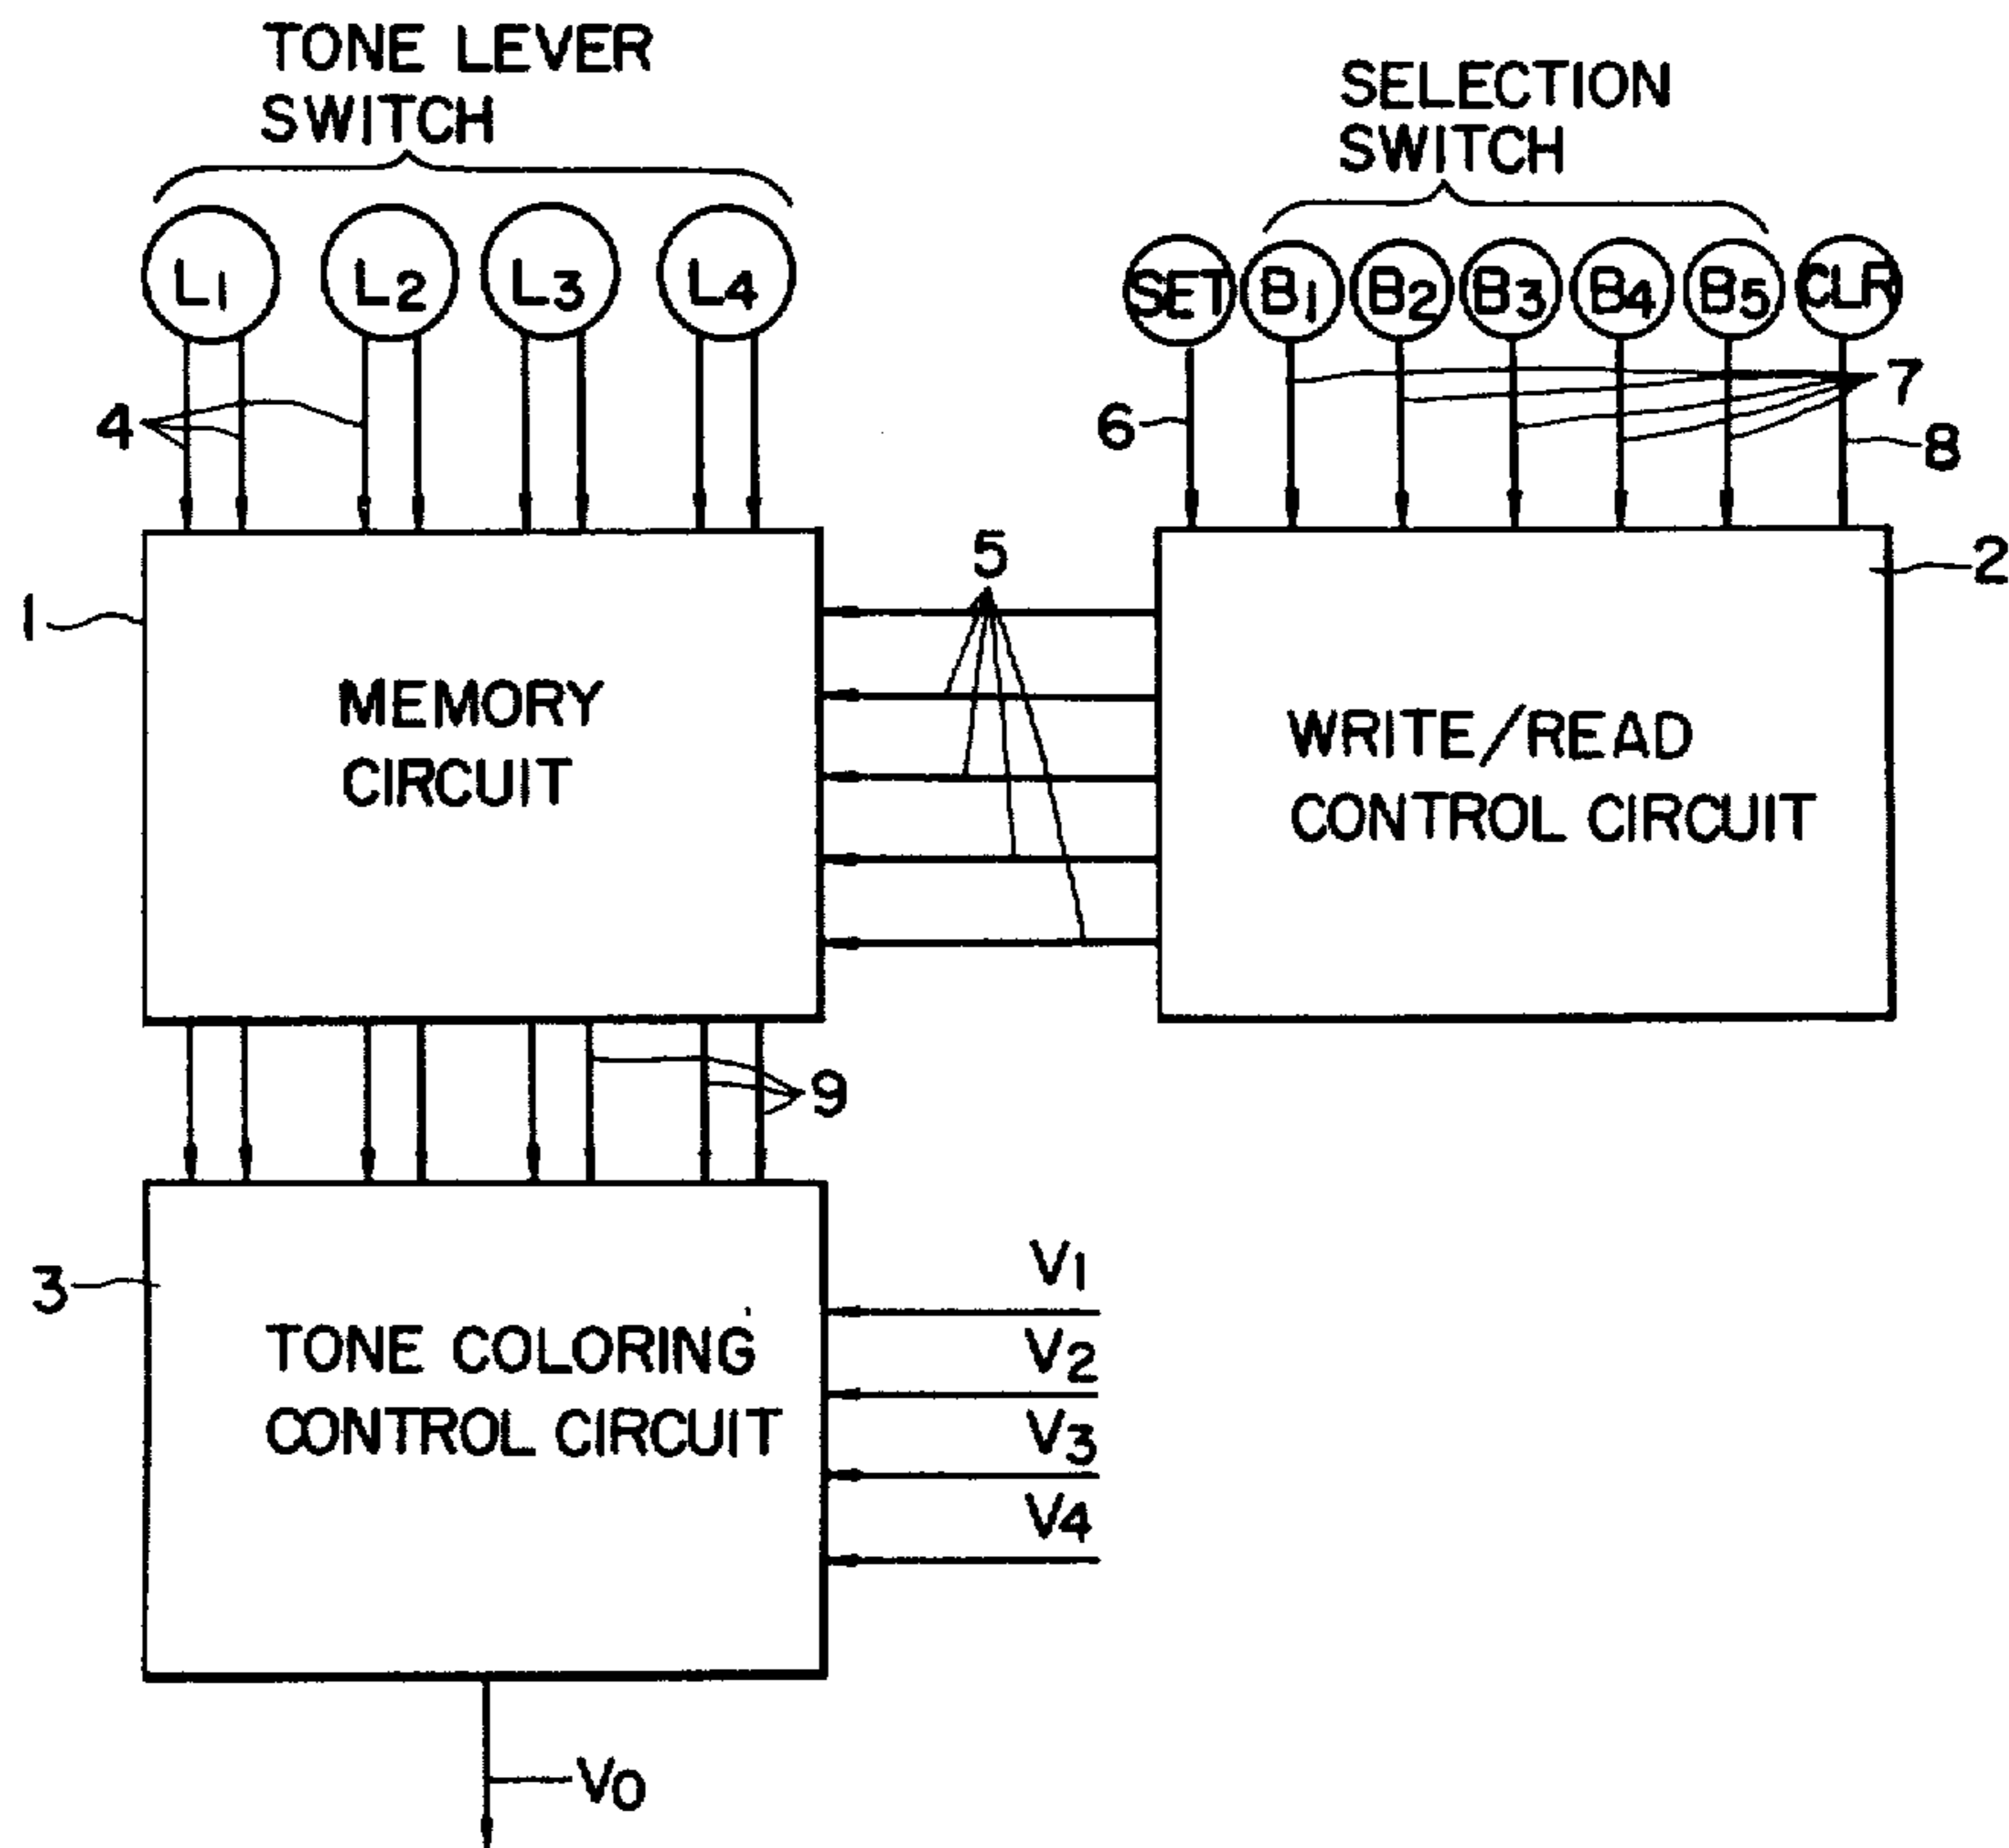 TONE LEVER
SWITCH
SELECTION
SWITCH
L1 L2 L3 L4
SET B1 B2 B3 B4 B5 CLR
4
6
7
8
5
1
2
MEMORY
CIRCUIT
WRITE/READ
CONTROL CIRCUIT
9
3
TONE COLORING
CONTROL CIRCUIT
V1
V2
V3
V4
VO